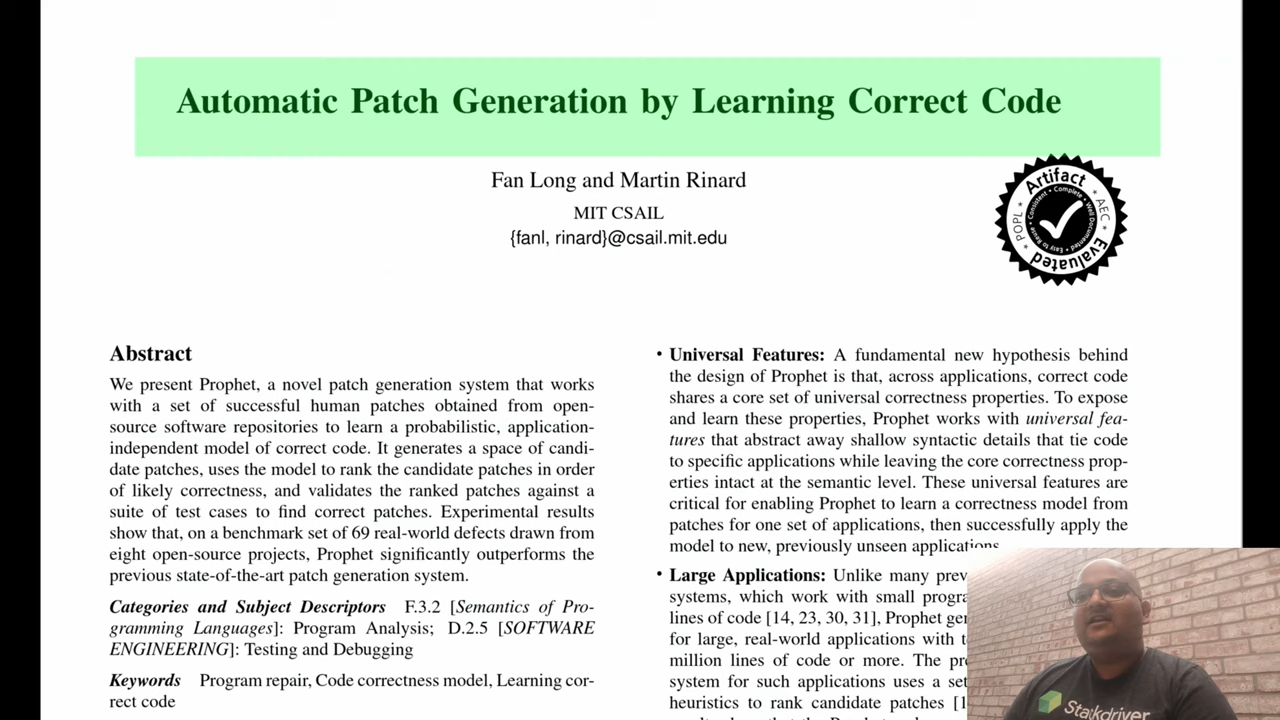 Automatic Patch Generation by Learning Correct Code
Fan Long and Martin Rinard
MIT CSAIL
{fanl, rinard}@csail.mit.edu
Artifact
Consistent * Complete * Well Documented * Easy to Reuse *
* POPL *
* AEC *
Evaluated
Abstract
We present Prophet, a novel patch generation system that works
with a set of successful human patches obtained from open-
source software repositories to learn a probabilistic, application-
independent model of correct code. It generates a space of candi-
date patches, uses the model to rank the candidate patches in order
of likely correctness, and validates the ranked patches against a
suite of test cases to find correct patches. Experimental results
show that, on a benchmark set of 69 real-world defects drawn from
eight open-source projects, Prophet significantly outperforms the
previous state-of-the-art patch generation system.
Categories and Subject Descriptors F.3.2 [Semantics of Pro-
gramming Languages]: Program Analysis; D.2.5 [SOFTWARE
ENGINEERING]: Testing and Debugging
Keywords Program repair, Code correctness model, Learning cor-
rect code
• Universal Features: A fundamental new hypothesis behind
the design of Prophet is that, across applications, correct code
shares a core set of universal correctness properties. To expose
and learn these properties, Prophet works with universal fea-
tures that abstract away shallow syntactic details that tie code
to specific applications while leaving the core correctness prop-
erties intact at the semantic level. These universal features are
critical for enabling Prophet to learn a correctness model from
patches for one set of applications, then successfully apply the
model to new, previously unseen applications.
• Large Applications: Unlike many prev
systems, which work with small progra
lines of code [14, 23, 30, 31], Prophet gen
for large, real-world applications with t
million lines of code or more. The pr
system for such applications uses a set
heuristics to rank candidate patches [1
Stackdriver